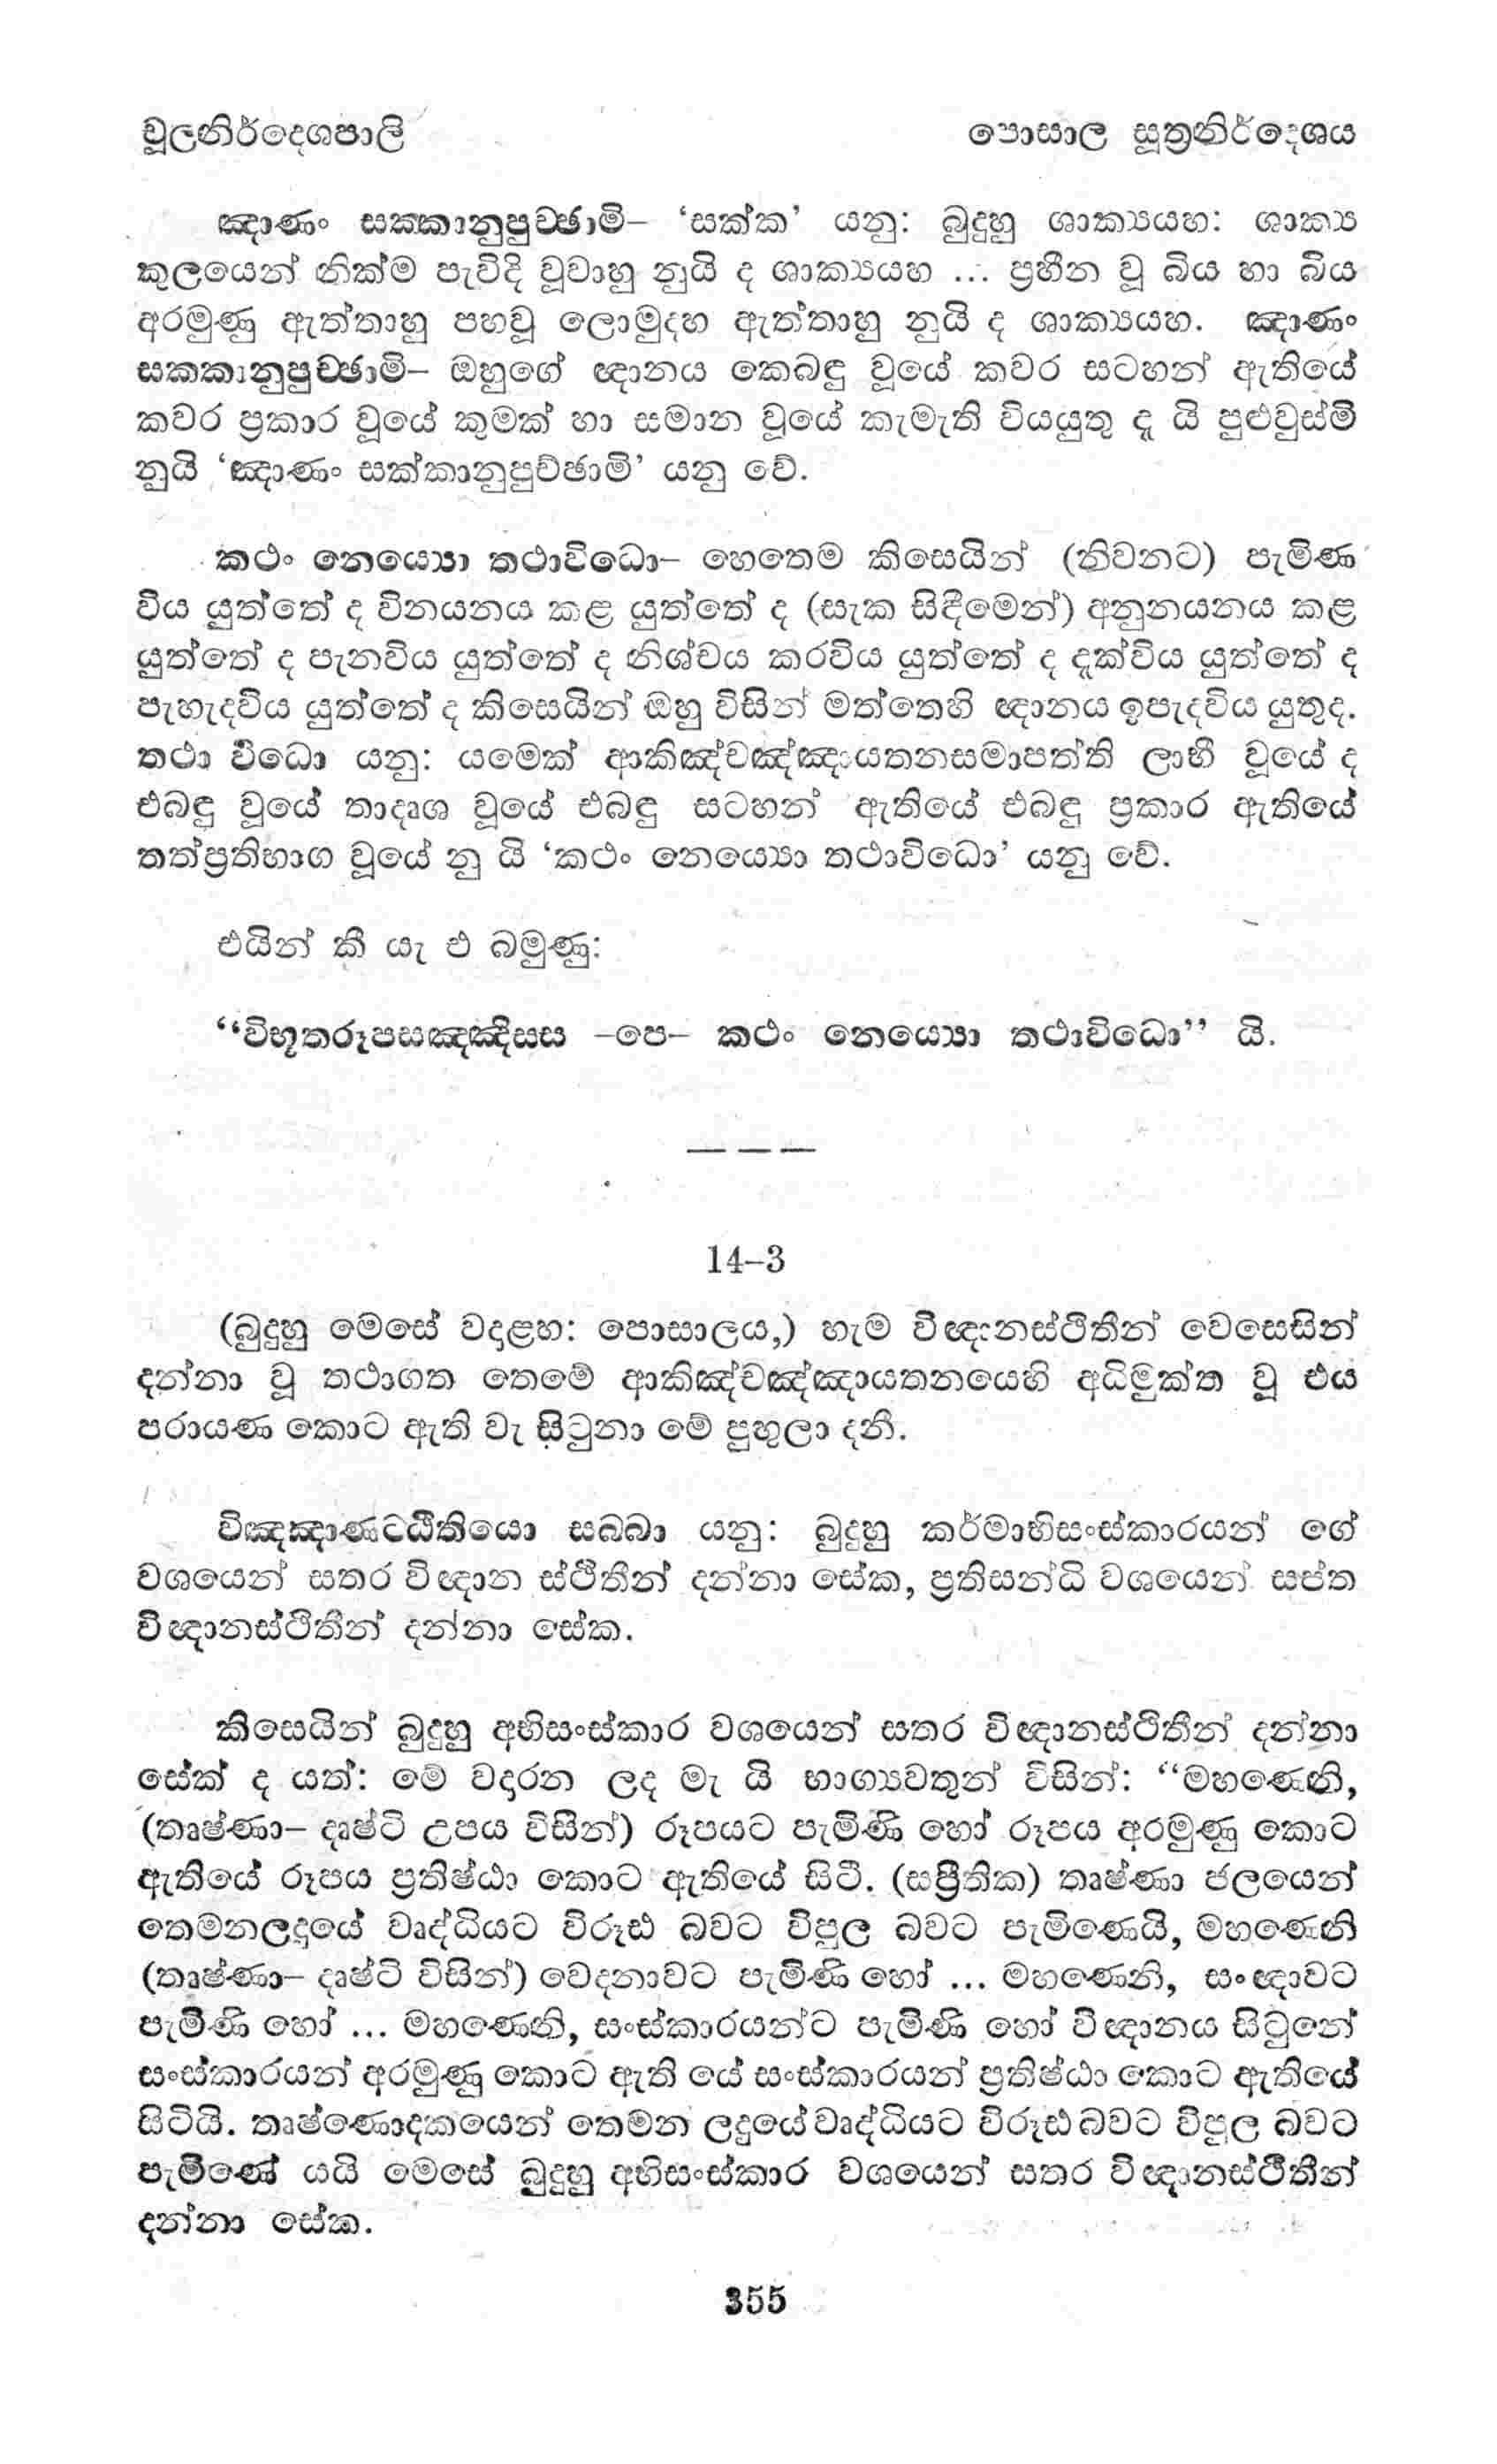 චූලනිර්දෙශපාලි
පොසාල සූත්‍රනිර්දෙශය
ඤාණං සක්කානුපුච්ඡාමි– ‘සක්ක’ යනු: බුදුහු ශාක්‍යයහ: ශාක්‍ය
කුලයෙන් නික්ම පැවිදි වූවාහු නුයි ද ශාක්‍යයහ ... ප්‍රහීන වූ බිය හා බිය
අරමුණු ඇත්තාහු පහවූ ලොමුදහ ඇත්තාහු නුයි ද ශාක්‍යයහ. ඤාණං
සක්කානුපුච්ඡාමි– ඔහුගේ ඥානය කෙබඳු වූයේ කවර සටහන් ඇතියේ
කවර ප්‍රකාර වූයේ කුමක් හා සමාන වූයේ කැමැති වියයුතු දැ යි පුළුවුස්මි
නුයි ‘ඤාණං සක්කානුපුච්ඡාමි’ යනු වේ.
කථං නෙය්‍යො තථාවිධො– හෙතෙම කිසෙයින් (නිවනට) පැමිණ
විය යුත්තේ ද විනයනය කළ යුත්තේ ද (සැක සිඳීමෙන්) අනුනයනය කළ
යුත්තේ ද පැනවිය යුත්තේ ද නිශ්චය කරවිය යුත්තේ ද දැක්විය යුත්තේ ද
පැහැදවිය යුත්තේ ද කිසෙයින් ඔහු විසින් මත්තෙහි ඥානය ඉපැදවිය යුතුද.
තථා විධො යනු: යමෙක් ආකිඤ්චඤ්ඤායතනසමාපත්ති ලාභී වූයේ ද
එබඳු වූයේ තාදෘශ වූයේ එබඳු සටහන් ඇතියේ එබඳු ප්‍රකාර ඇතියේ
තත්ප්‍රතිභාග වූයේ නු යි ‘කථං නෙය්‍යො තථාවිධො’ යනු වේ.
එයින් කී යැ එ බමුණු:
“විභූතරූපසඤ්ඤිස්ස –පෙ– කථං නෙය්‍යො තථාවිධො” යි.
— — —
14–3
(බුදුහු මෙසේ වදාළහ: පොසාලය,) හැම විඥානස්ථිතීන් වෙසෙසින්
දන්නා වූ තථාගත තෙමේ ආකිඤ්චඤ්ඤායතනයෙහි අධිමුක්ත වූ එය
පරායණ කොට ඇති වැ සිටුනා මේ පුහුලා දනී.
විඤ්ඤාණට්ඨිතියො සබ්බා යනු: බුදුහු කර්මාභිසංස්කාරයන් ගේ
වශයෙන් සතර විඥාන ස්ථිතීන් දන්නා සේක, ප්‍රතිසන්ධි වශයෙන් සප්ත
විඥානස්ථිතීන් දන්නා සේක.
කිසෙයින් බුදුහු අභිසංස්කාර වශයෙන් සතර විඥානස්ථිතීන් දන්නා
සේක් ද යත්: මේ වදරන ලද මැ යි භාග්‍යවතුන් විසින්: “මහණෙනි,
(තෘෂ්ණා– දෘෂ්ටි උපය විසින්) රූපයට පැමිණි හෝ රූපය අරමුණු කොට
ඇතියේ රූපය ප්‍රතිෂ්ඨා කොට ඇතියේ සිටී. (සප්‍රීතික) තෘෂ්ණා ජලයෙන්
තෙමනලදුයේ වෘද්ධියට විරූඪ බවට විපුල බවට පැමිණෙයි, මහණෙනි
(තෘෂ්ණා– දෘෂ්ටි විසින්) වෙදනාවට පැමිණි හෝ ... මහණෙනි, සංඥාවට
පැමිණි හෝ ... මහණෙනි, සංස්කාරයන්ට පැමිණි හෝ විඥානය සිටුනේ
සංස්කාරයන් අරමුණු කොට ඇති යේ සංස්කාරයන් ප්‍රතිෂ්ඨා කොට ඇතියේ
සිටියි. තෘෂ්ණොදකයෙන් තෙමන ලදුයේ වෘද්ධියට විරූඪ බවට විපුල බවට
පැමිණේ යයි මෙසේ බුදුහු අභිසංස්කාර වශයෙන් සතර විඥානස්ථිතීන්
දන්නා සේක.
355